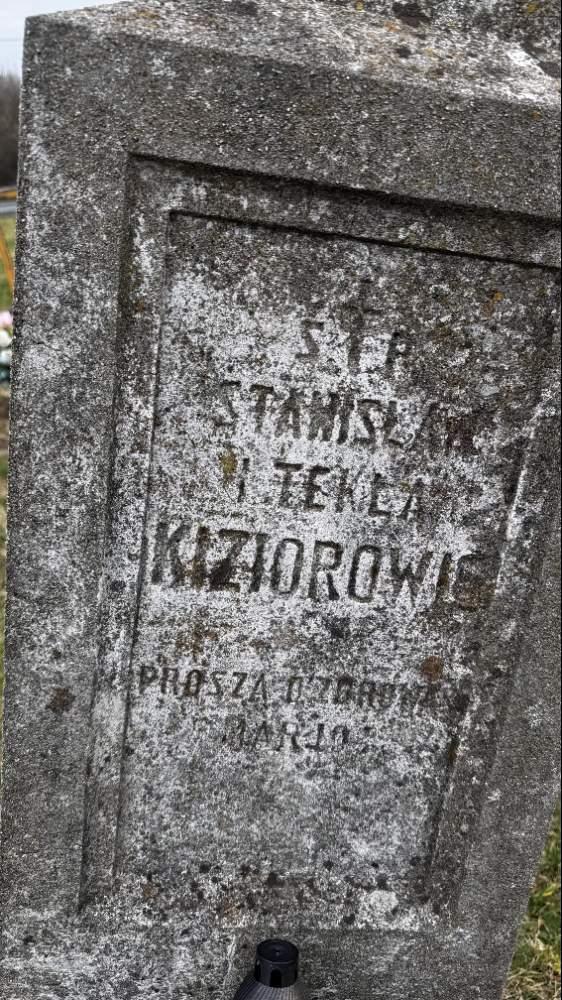 Ś † P
STANISŁAW
I TEKLA
KIZIOROWIE
PROSZĄ O ZDROWAŚ
MARJO